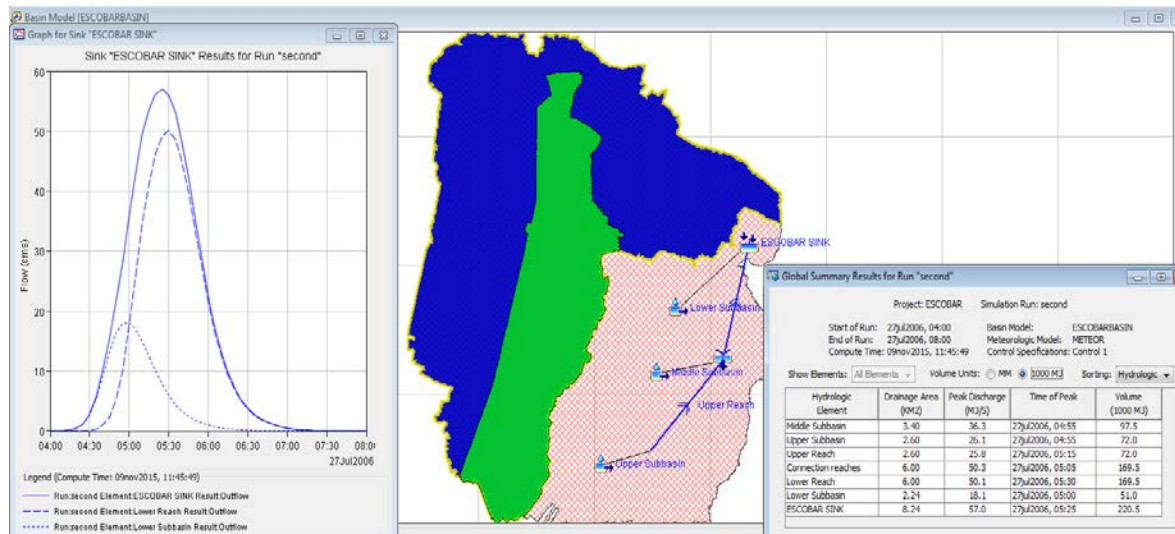 Basin Model [ESCOBARBASIN]
Graph for Sink "ESCOBAR SINK"
Sink "ESCOBAR SINK" Results for Run "second"
60
50
40
30
20
10
0
Flow (cms)
04:00 04:30 05:00 05:30 06:00 06:30 07:00 07:30 08:00
27Jul2006
Legend (Compute Time: 09nov2015, 11:45:49)
Run:second Element:ESCOBAR SINK Result:Outflow
Run:second Element:Lower Reach Result:Outflow
Run:second Element:Lower Subbasin Result:Outflow
ESCOBAR SINK
Lower Subbasin
Middle Subbasin
Upper Reach
Upper Subbasin
Global Summary Results for Run "second"
Project: ESCOBAR Simulation Run: second
Start of Run: 27jul2006, 04:00 Basin Model: ESCOBARBASIN
End of Run: 27jul2006, 08:00 Meteorologic Model: METEOR
Compute Time: 09nov2015, 11:45:49 Control Specifications: Control 1
Show Elements: All Elements Volume Units: MM 1000 M3 Sorting: Hydrologic
Hydrologic Element Drainage Area (KM2) Peak Discharge (M3/S) Time of Peak Volume (1000 M3)
Middle Subbasin 3.40 36.3 27jul2006, 04:55 97.5
Upper Subbasin 2.60 26.1 27jul2006, 04:55 72.0
Upper Reach 2.60 25.8 27jul2006, 05:15 72.0
Connection reaches 6.00 50.3 27jul2006, 05:05 169.5
Lower Reach 6.00 50.1 27jul2006, 05:30 169.5
Lower Subbasin 2.24 18.1 27jul2006, 05:00 51.0
ESCOBAR SINK 8.24 57.0 27jul2006, 05:25 220.5